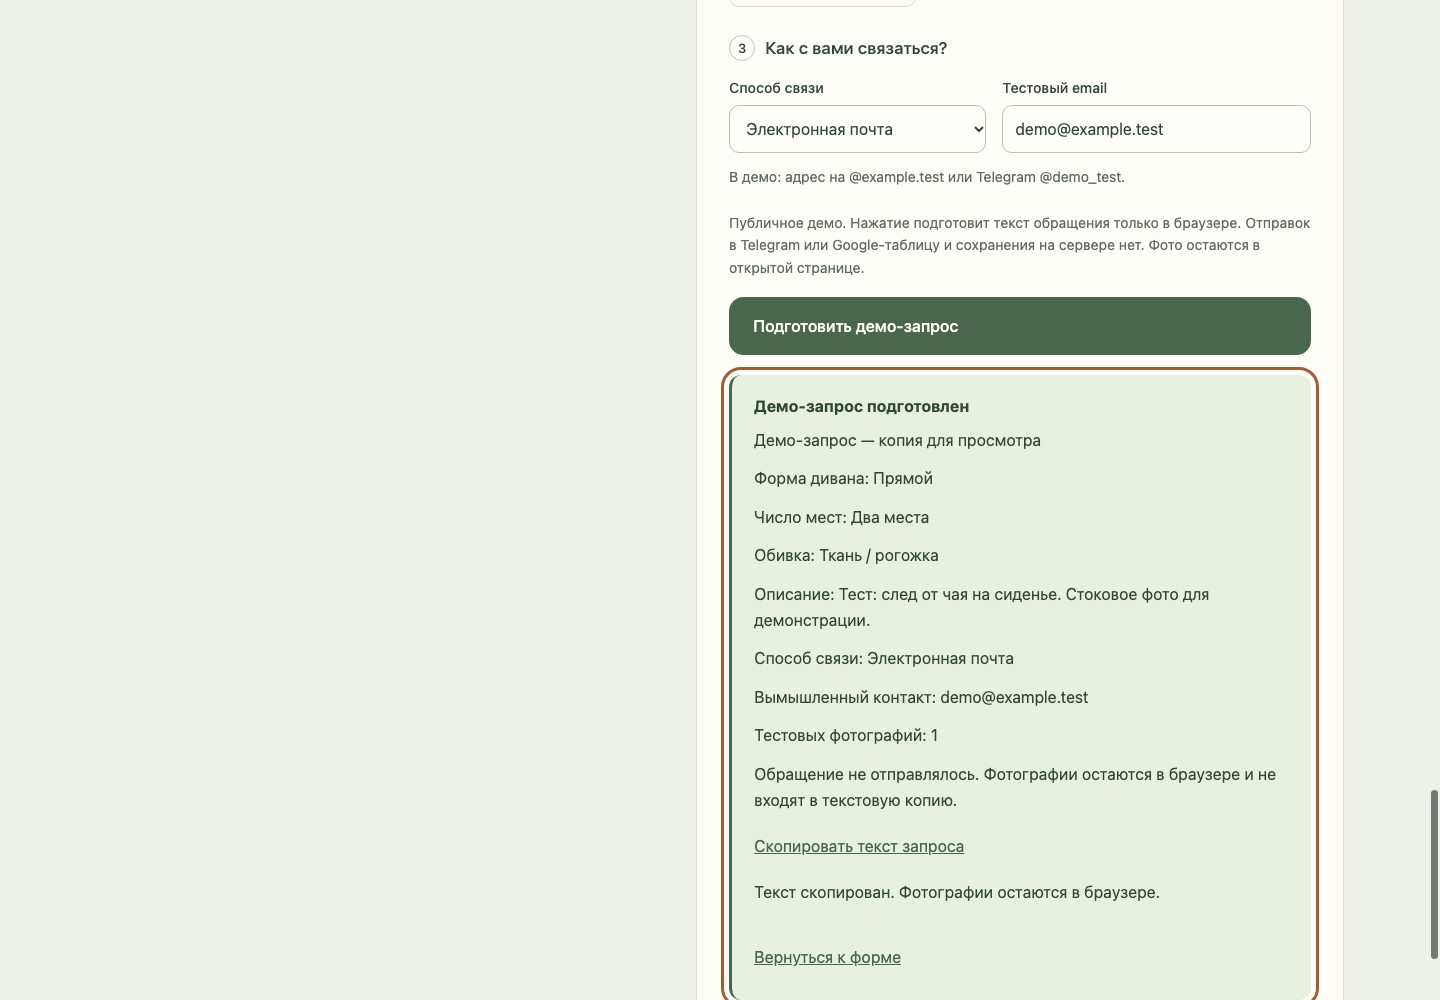 3
Как с вами связаться?
Способ связи
Тестовый email
Электронная почта
demo@example.test
В демо: адрес на @example.test или Telegram @demo_test.
Публичное демо. Нажатие подготовит текст обращения только в браузере. Отправок
в Telegram или Google-таблицу и сохранения на сервере нет. Фото остаются в
открытой странице.
Подготовить демо-запрос
Демо-запрос подготовлен
Демо-запрос — копия для просмотра
Форма дивана: Прямой
Число мест: Два места
Обивка: Ткань / рогожка
Описание: Тест: след от чая на сиденье. Стоковое фото для
демонстрации.
Способ связи: Электронная почта
Вымышленный контакт: demo@example.test
Тестовых фотографий: 1
Обращение не отправлялось. Фотографии остаются в браузере и не
входят в текстовую копию.
Скопировать текст запроса
Текст скопирован. Фотографии остаются в браузере.
Вернуться к форме